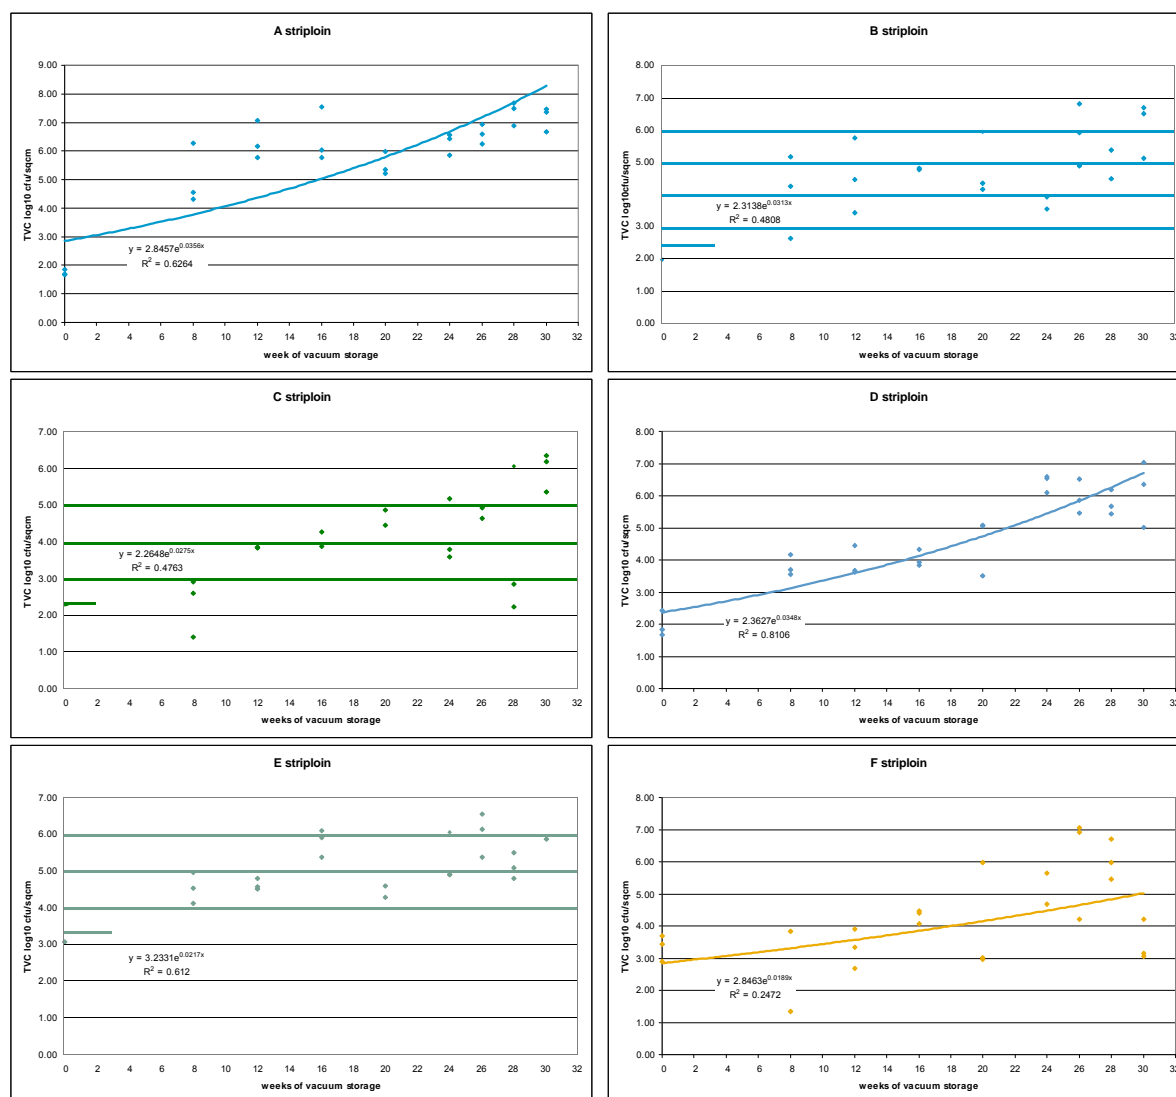 A striploin
TVC log10 cfu/sqcm
9.00
8.00
7.00
6.00
5.00
4.00
3.00
2.00
1.00
0.00
y = 2.8457e^0.0356x
R² = 0.6264
0 2 4 6 8 10 12 14 16 18 20 22 24 26 28 30 32
week of vacuum storage
B striploin
TVC log10cfu/sqcm
8.00
7.00
6.00
5.00
4.00
3.00
2.00
1.00
0.00
y = 2.3138e^0.0313x
R² = 0.4808
0 2 4 6 8 10 12 14 16 18 20 22 24 26 28 30 32
weeks of vacuum storage
C striploin
TVC log10 cfu/sqcm
7.00
6.00
5.00
4.00
3.00
2.00
1.00
0.00
y = 2.2648e^0.0275x
R² = 0.4763
0 2 4 6 8 10 12 14 16 18 20 22 24 26 28 30 32
weeks of vacuum storage
D striploin
TVC log10 cfu/sqcm
8.00
7.00
6.00
5.00
4.00
3.00
2.00
1.00
0.00
y = 2.3627e^0.0348x
R² = 0.8106
0 2 4 6 8 10 12 14 16 18 20 22 24 26 28 30 32
weeks of vacuum storage
E striploin
TVC log10 cfu/sqcm
7.00
6.00
5.00
4.00
3.00
2.00
1.00
0.00
y = 3.2331e^0.0217x
R² = 0.612
0 2 4 6 8 10 12 14 16 18 20 22 24 26 28 30 32
weeks of vacuum storage
F striploin
TVC log10 cfu/sqcm
8.00
7.00
6.00
5.00
4.00
3.00
2.00
1.00
0.00
y = 2.8463e^0.0189x
R² = 0.2472
0 2 4 6 8 10 12 14 16 18 20 22 24 26 28 30 32
weeks of vacuum storage